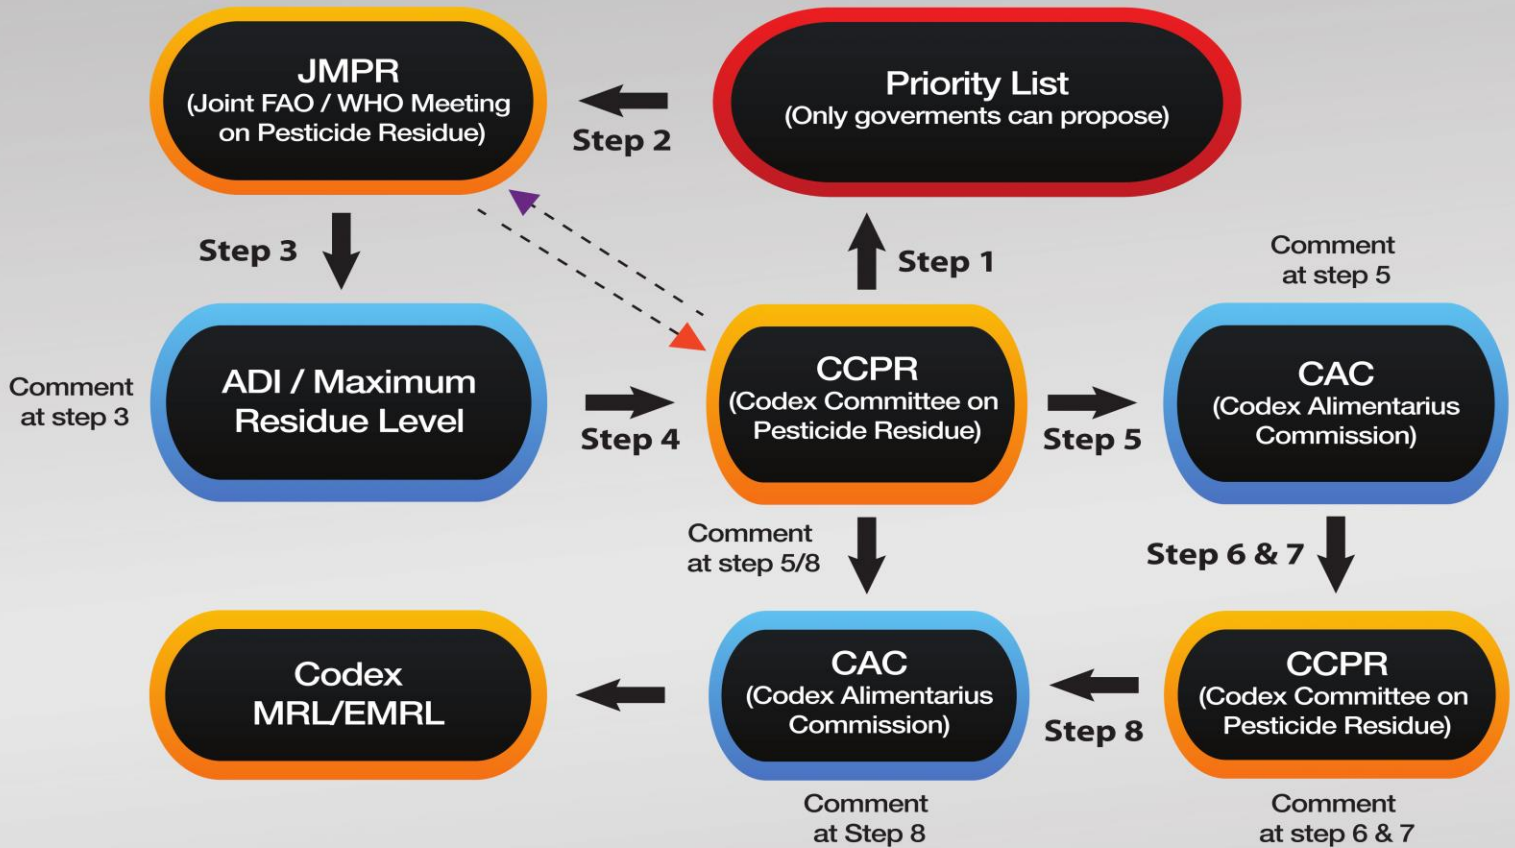 JMPR
(Joint FAO / WHO Meeting
on Pesticide Residue)
Step 2
Priority List
(Only goverments can propose)
Step 3
Step 1
Comment
at step 5
Comment
at step 3
ADI / Maximum
Residue Level
Step 4
CCPR
(Codex Committee on
Pesticide Residue)
Step 5
CAC
(Codex Alimentarius
Commission)
Comment
at step 5/8
Step 6 & 7
Codex
MRL/EMRL
CAC
(Codex Alimentarius
Commission)
Step 8
CCPR
(Codex Committee on
Pesticide Residue)
Comment
at Step 8
Comment
at step 6 & 7